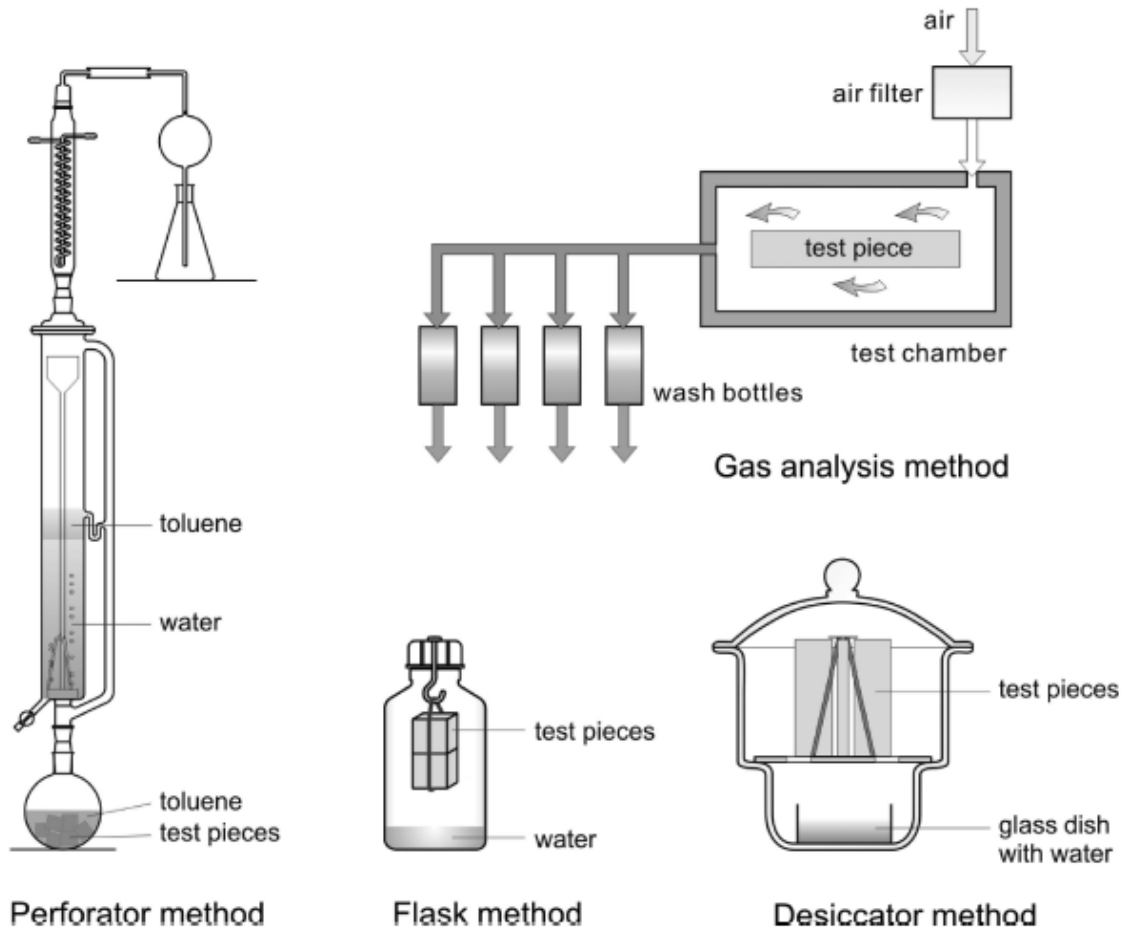 air
air filter
test piece
test chamber
wash bottles
Gas analysis method
toluene
water
toluene
test pieces
Perforator method
test pieces
water
Flask method
test pieces
glass dish
with water
Desiccator method